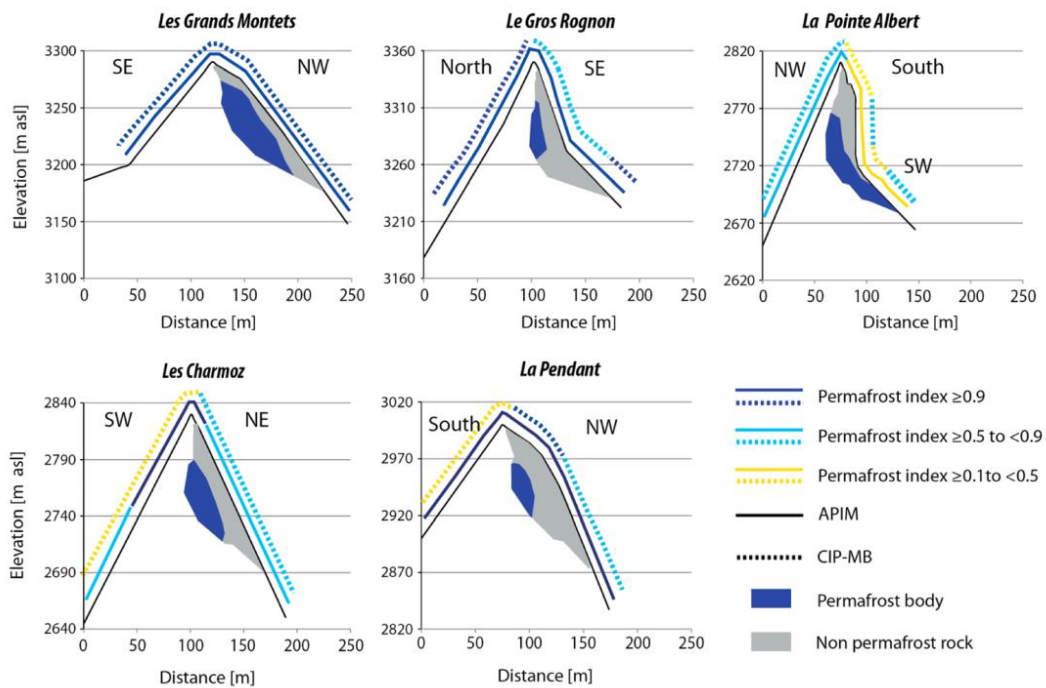 Les Grands Montets
3300
SE
NW
3250
3200
3150
3100
0
50
100
150
200
250
Elevation [m asl]
Distance [m]
Le Gros Rognon
3360
North
SE
3310
3260
3210
3160
0
50
100
150
200
250
Distance [m]
La Pointe Albert
2820
NW
South
2770
2720
SW
2670
2620
0
50
100
150
200
250
Distance [m]
Les Charmoz
2840
SW
NE
2790
2740
2690
2640
0
50
100
150
200
250
Elevation [m asl]
Distance [m]
La Pendant
3020
South
NW
2970
2920
2870
2820
0
50
100
150
200
250
Distance [m]
Permafrost index ≥0.9
Permafrost index ≥0.5 to <0.9
Permafrost index ≥0.1to <0.5
APIM
CIP-MB
Permafrost body
Non permafrost rock